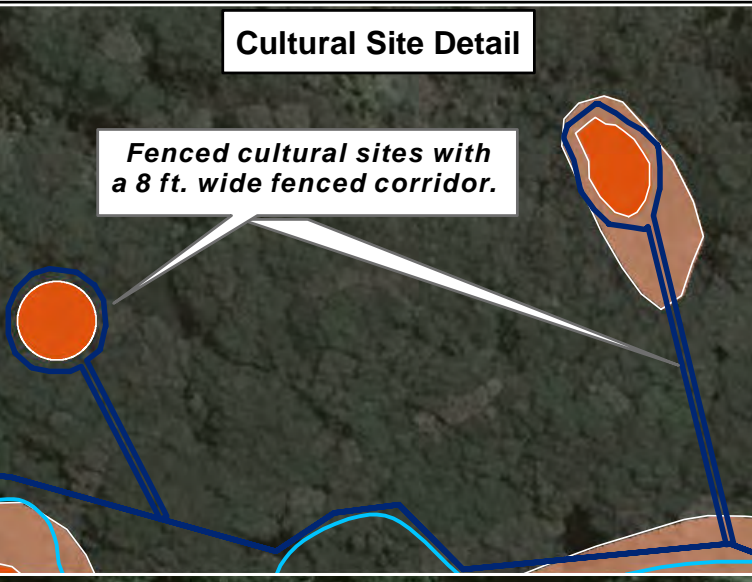 Cultural Site Detail
Fenced cultural sites with
a 8 ft. wide fenced corridor.